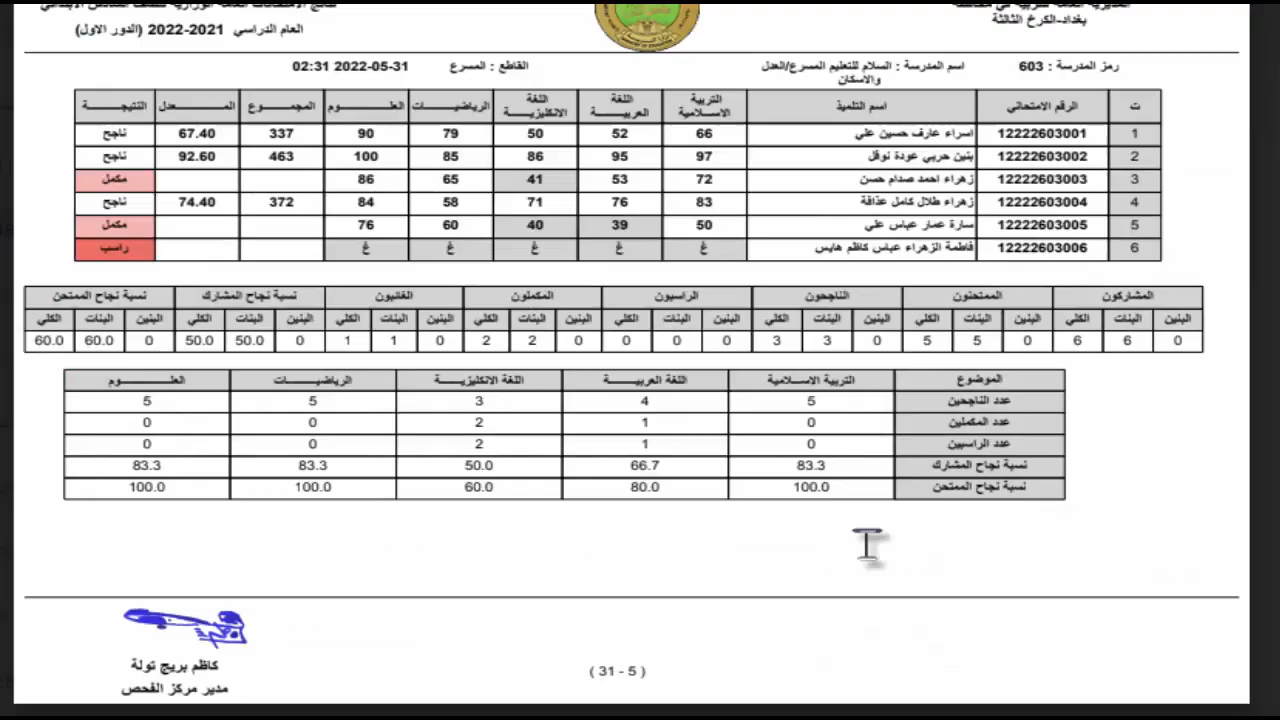 العام الدراسي 2021-2022 (الدور الاول)
بغداد-الكرخ الثالثة
رمز المدرسة : 603 اسم المدرسة : السلام للتعليم المسرع/العدل والاسكان القاطع : المسرع 31-05-2022 02:31
ت الرقم الامتحاني اسم التلميذ التربية الاسلامية اللغة العربية اللغة الانكليزية الرياضيات العلوم المجموع المعدل النتيجة
1 12222603001 اسراء عارف حسين علي 66 52 50 79 90 337 67.40 ناجح
2 12222603002 بنين حربي عودة نوفل 97 95 86 85 100 463 92.60 ناجح
3 12222603003 زهراء احمد صدام حسن 72 53 41 65 86 مكمل
4 12222603004 زهراء طلال كامل عذافة 83 76 71 58 84 372 74.40 ناجح
5 12222603005 سارة عمار عباس علي 50 39 40 60 76 مكمل
6 12222603006 فاطمة الزهراء عباس كاظم هايس غ غ غ غ غ راسب
المشاركون الممتحنون الناجحون الراسبون المكملون الغائبون نسبة نجاح المشارك نسبة نجاح الممتحن
البنين البنات الكلي البنين البنات الكلي البنين البنات الكلي البنين البنات الكلي البنين البنات الكلي البنين البنات الكلي البنين البنات الكلي البنين البنات الكلي
0 6 6 0 5 5 0 3 3 0 0 0 0 2 2 0 1 1 0 50.0 50.0 0 60.0 60.0
الموضوع التربية الاسلامية اللغة العربية اللغة الانكليزية الرياضيات العلوم
عدد الناجحين 5 4 3 5 5
عدد المكملين 0 1 2 0 0
عدد الراسبين 0 1 2 0 0
نسبة نجاح المشارك 83.3 66.7 50.0 83.3 83.3
نسبة نجاح الممتحن 100.0 80.0 60.0 100.0 100.0
كاظم بريج تولة
مدير مركز الفحص
( 31 - 5 )